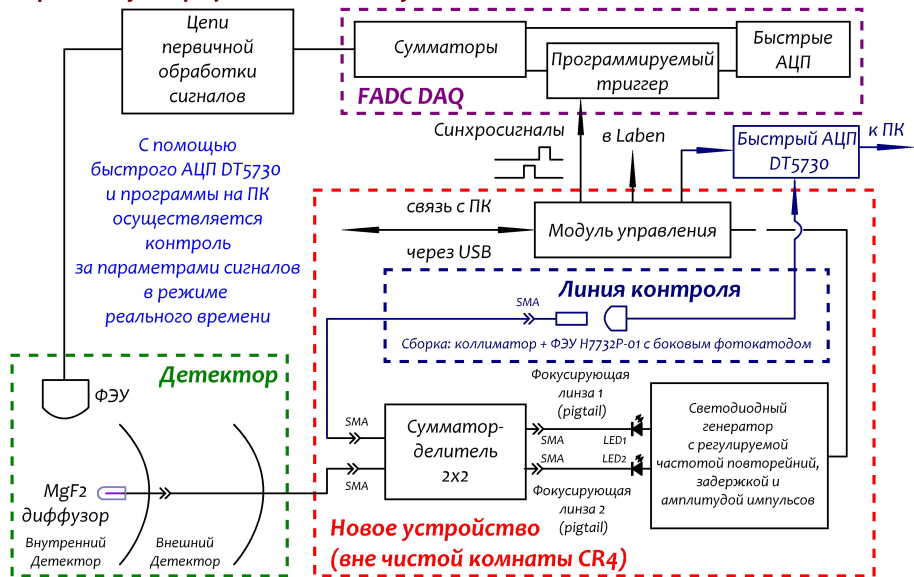 Цепи
первичной
обработки
сигналов
Сумматоры
Программируемый
триггер
Быстрые
АЦП
FADC DAQ
Синхросигналы
в Laben
Быстрый АЦП
DT5730
к ПК
С помощью
быстрого АЦП DT5730
и программы на ПК
осуществляется
контроль
за параметрами сигналов
в режиме
реального времени
связь с ПК
через USB
Модуль управления
Линия контроля
SMA
Сборка: коллиматор + ФЭУ H7732P-01 с боковым фотокатодом
Детектор
ФЭУ
MgF2
диффузор
Внутренний
Детектор
Внешний
Детектор
SMA
SMA
Сумматор-
делитель
2x2
Фокусирующая
линза 1
(pigtail)
SMA
LED1
SMA
LED2
Фокусирующая
линза 2
(pigtail)
Светодиодный
генератор
с регулируемой
частотой повторейний,
задержкой и
амплитудой импульсов
Новое устройство
(вне чистой комнаты CR4)